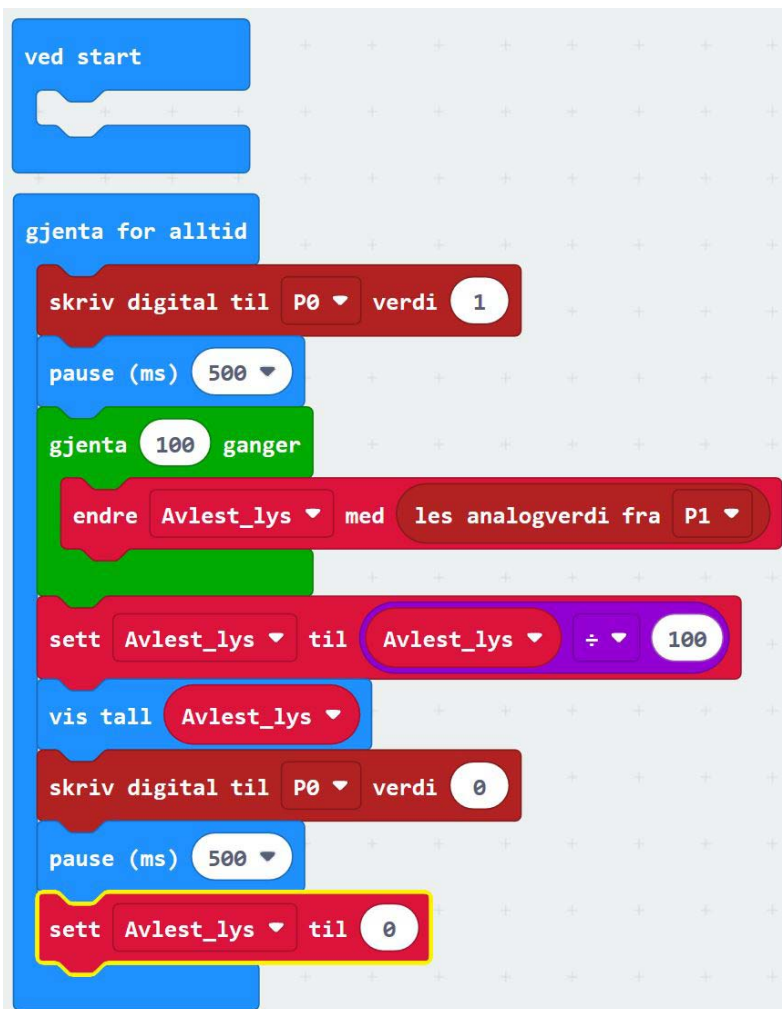 ved start
gjenta for alltid
skriv digital til P0 verdi 1
pause (ms) 500
gjenta 100 ganger
endre Avlest_lys med les analogverdi fra P1
sett Avlest_lys til Avlest_lys ÷ 100
vis tall Avlest_lys
skriv digital til P0 verdi 0
pause (ms) 500
sett Avlest_lys til 0